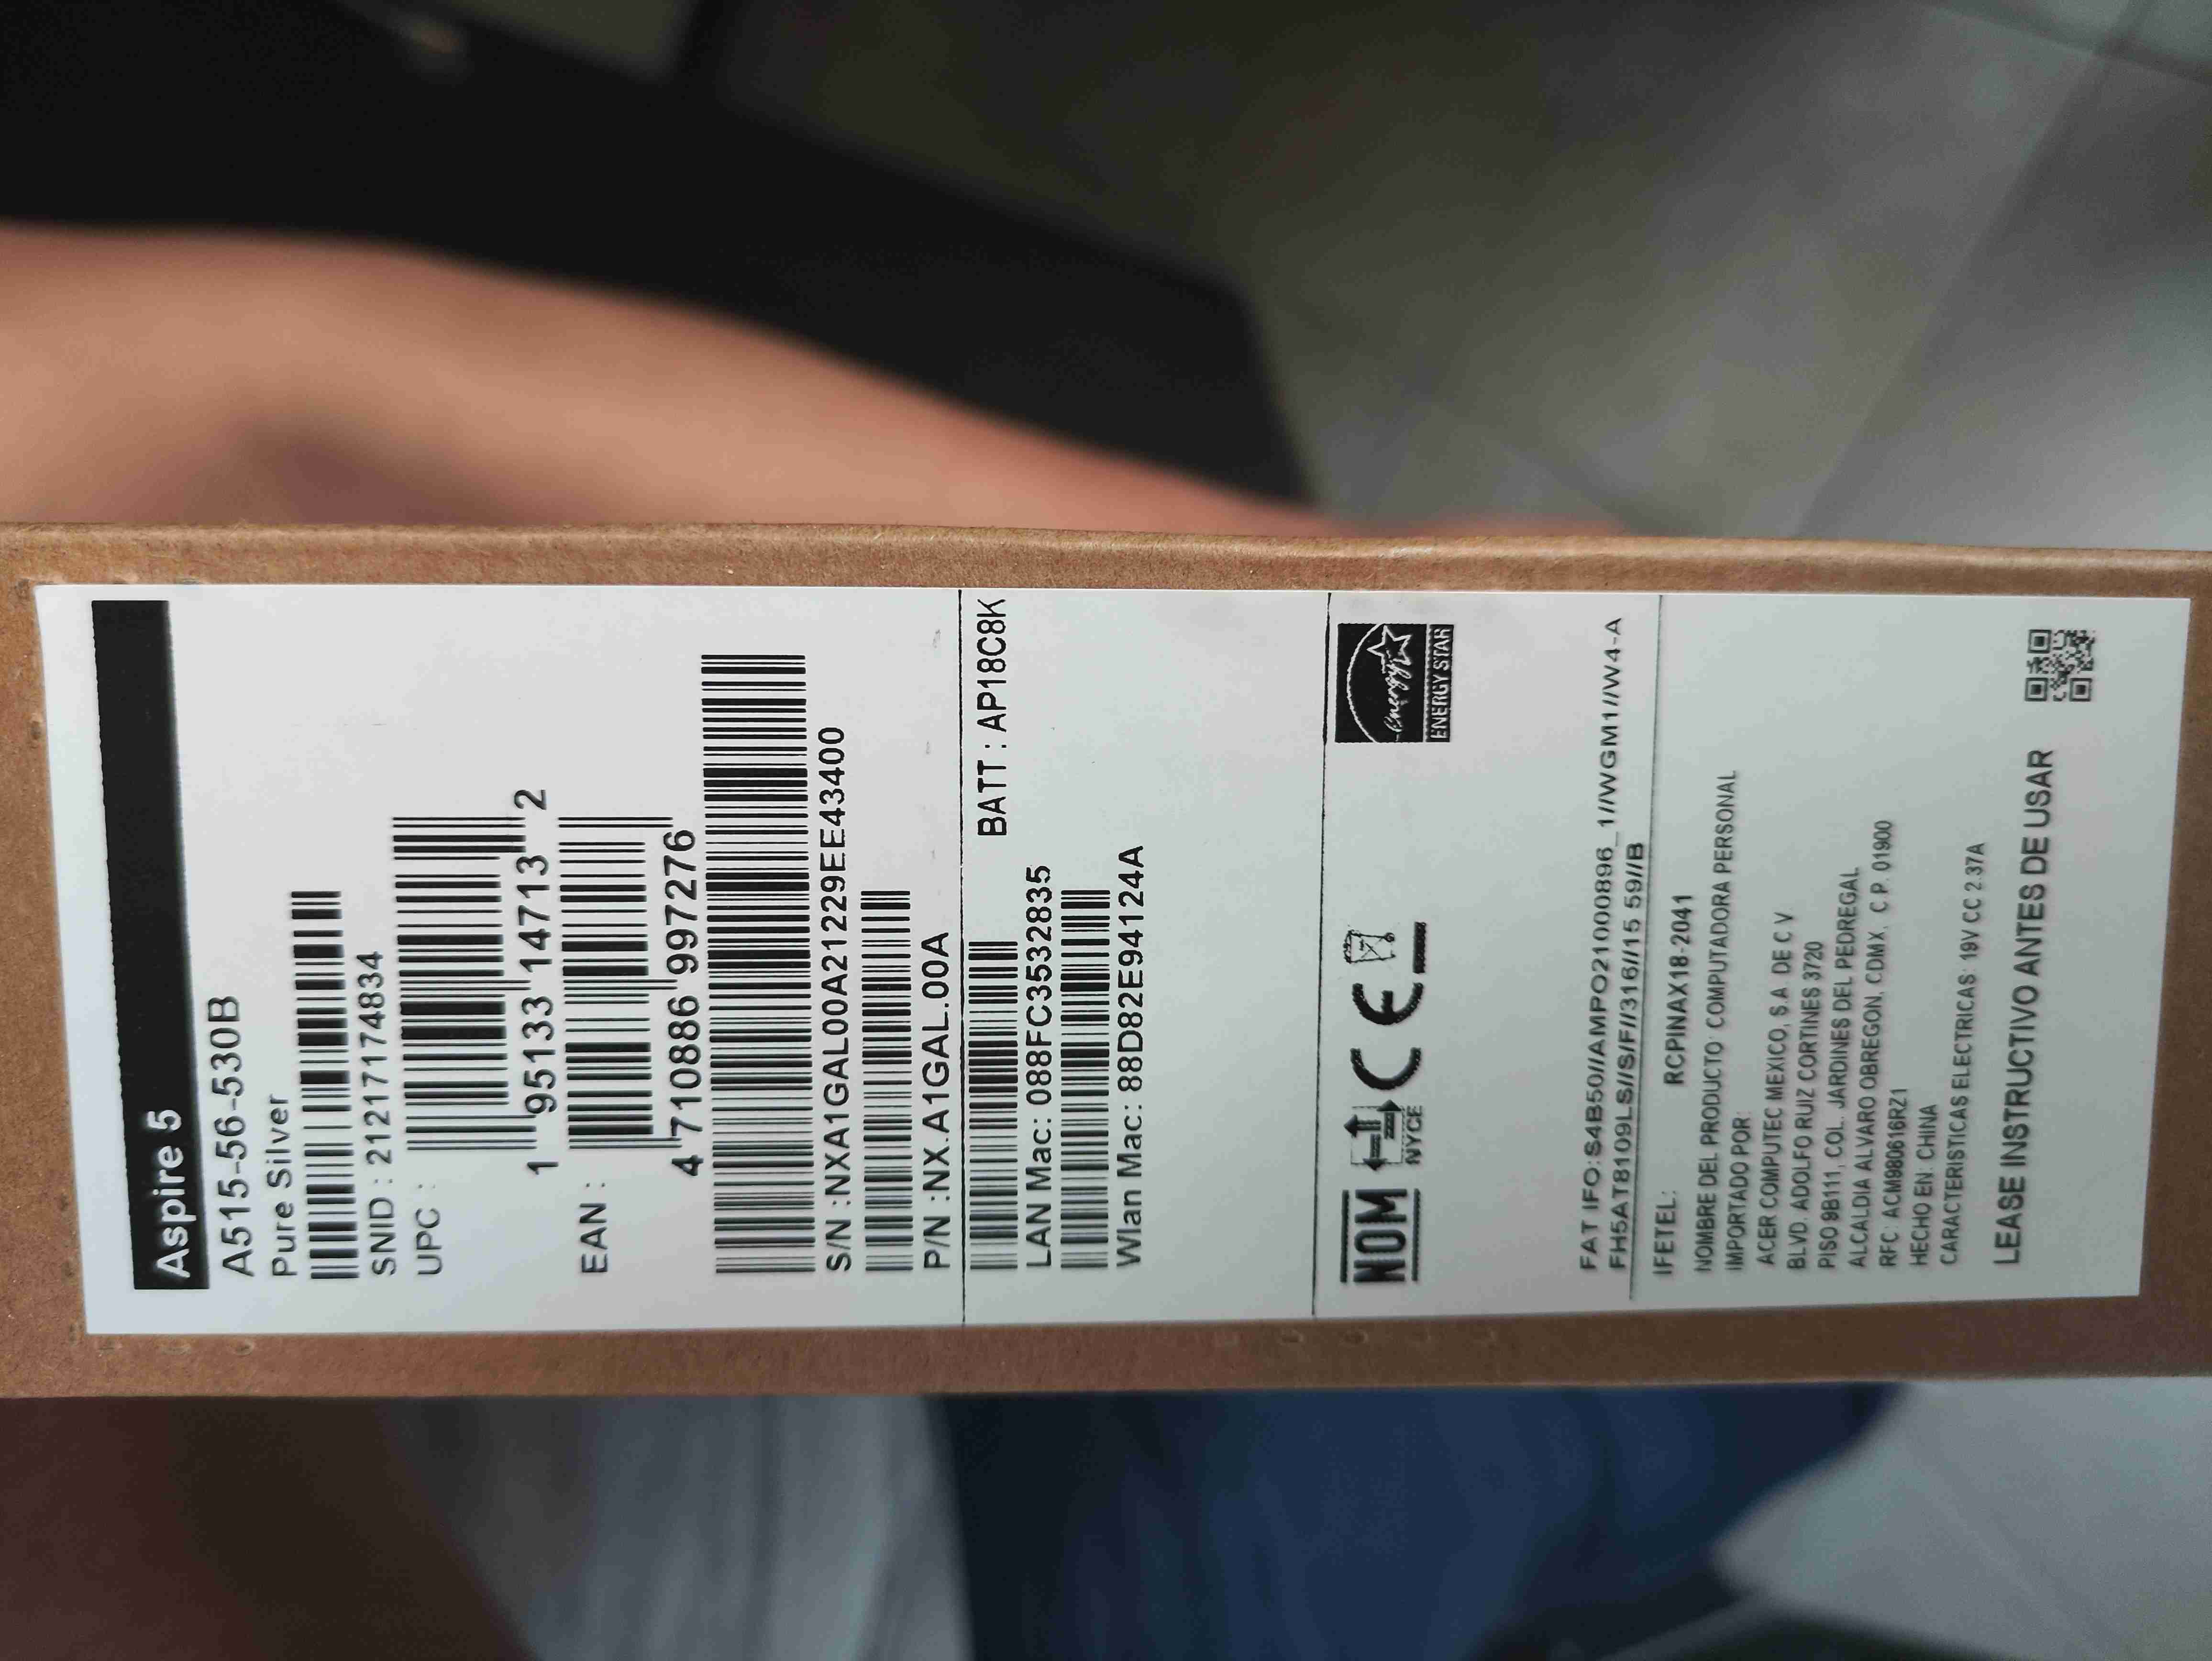 Aspire 5
A515-56-530B
Pure Silver
SNID : 21217174834
UPC :
1 95133 14713 2
EAN :
4 710886 997276
S/N :NXA1GAL00A21229EE43400
P/N :NX.A1GAL.00A
BATT : AP18C8K
LAN Mac: 088FC3532835
Wlan Mac: 88D82E94124A
NOM NYCE CE energy ENERGY STAR
FAT IFO:S4B50//AMPO21000896_1//WGM1//W4-A
FH5AT8109LS//S/F//316//15 59//B
IFETEL: RCPINAX18-2041
NOMBRE DEL PRODUCTO: COMPUTADORA PERSONAL
IMPORTADO POR:
ACER COMPUTEC MEXICO, S.A. DE C.V.
BLVD. ADOLFO RUIZ CORTINES 3720
PISO 9B111, COL. JARDINES DEL PEDREGAL
ALCALDIA ALVARO OBREGON, CDMX, C.P. 01900
RFC: ACM980616RZ1
HECHO EN: CHINA
CARACTERISTICAS ELECTRICAS: 19V CC 2.37A
LEASE INSTRUCTIVO ANTES DE USAR